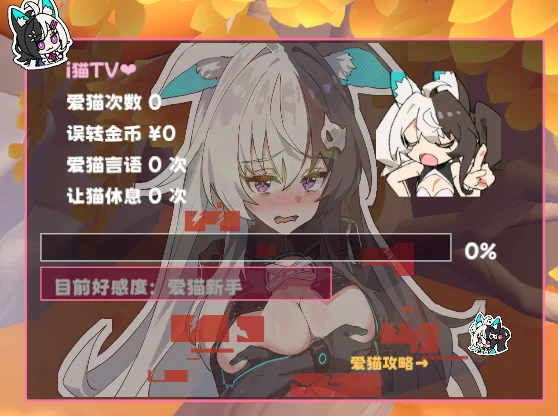 i猫TV❤
爱猫次数 0
误转金币 ¥0
爱猫言语 0 次
让猫休息 0 次
0%
目前好感度：爱猫新手
爱猫攻略→